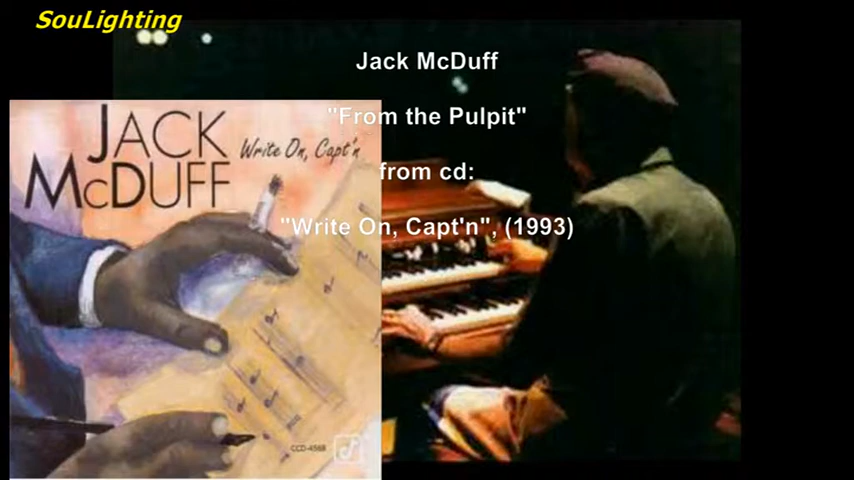 SouLighting
Jack McDuff
"From the Pulpit"
from cd:
"Write On, Capt'n", (1993)
JACK
McDUFF
Write On, Capt'n
CCD-4568